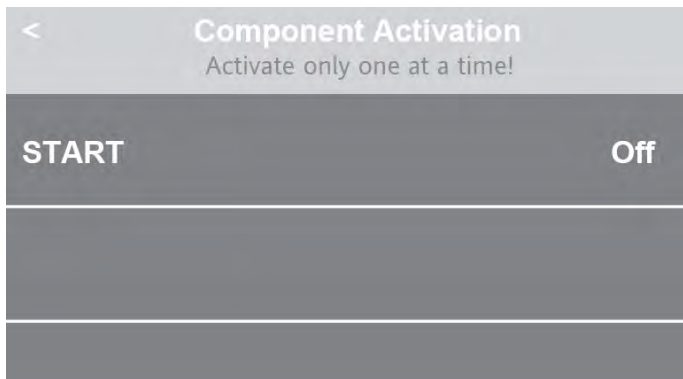 < Component Activation
Activate only one at a time!
START Off